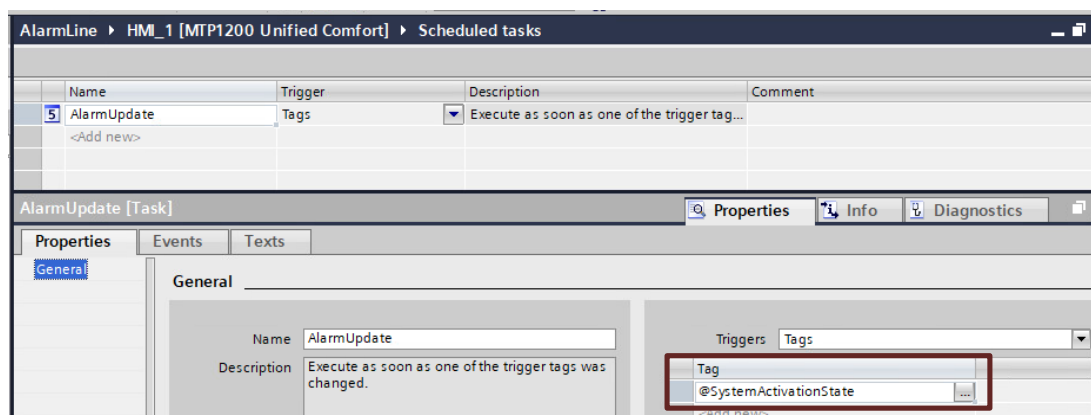 AlarmLine ▸ HMI_1 [MTP1200 Unified Comfort] ▸ Scheduled tasks
Name Trigger Description Comment
5 AlarmUpdate Tags Execute as soon as one of the trigger tag...
<Add new>
AlarmUpdate [Task] Properties Info Diagnostics
Properties Events Texts
General
General
Name AlarmUpdate Triggers Tags
Description Execute as soon as one of the trigger tags was changed.
Tag
@SystemActivationState ...
<Add new>